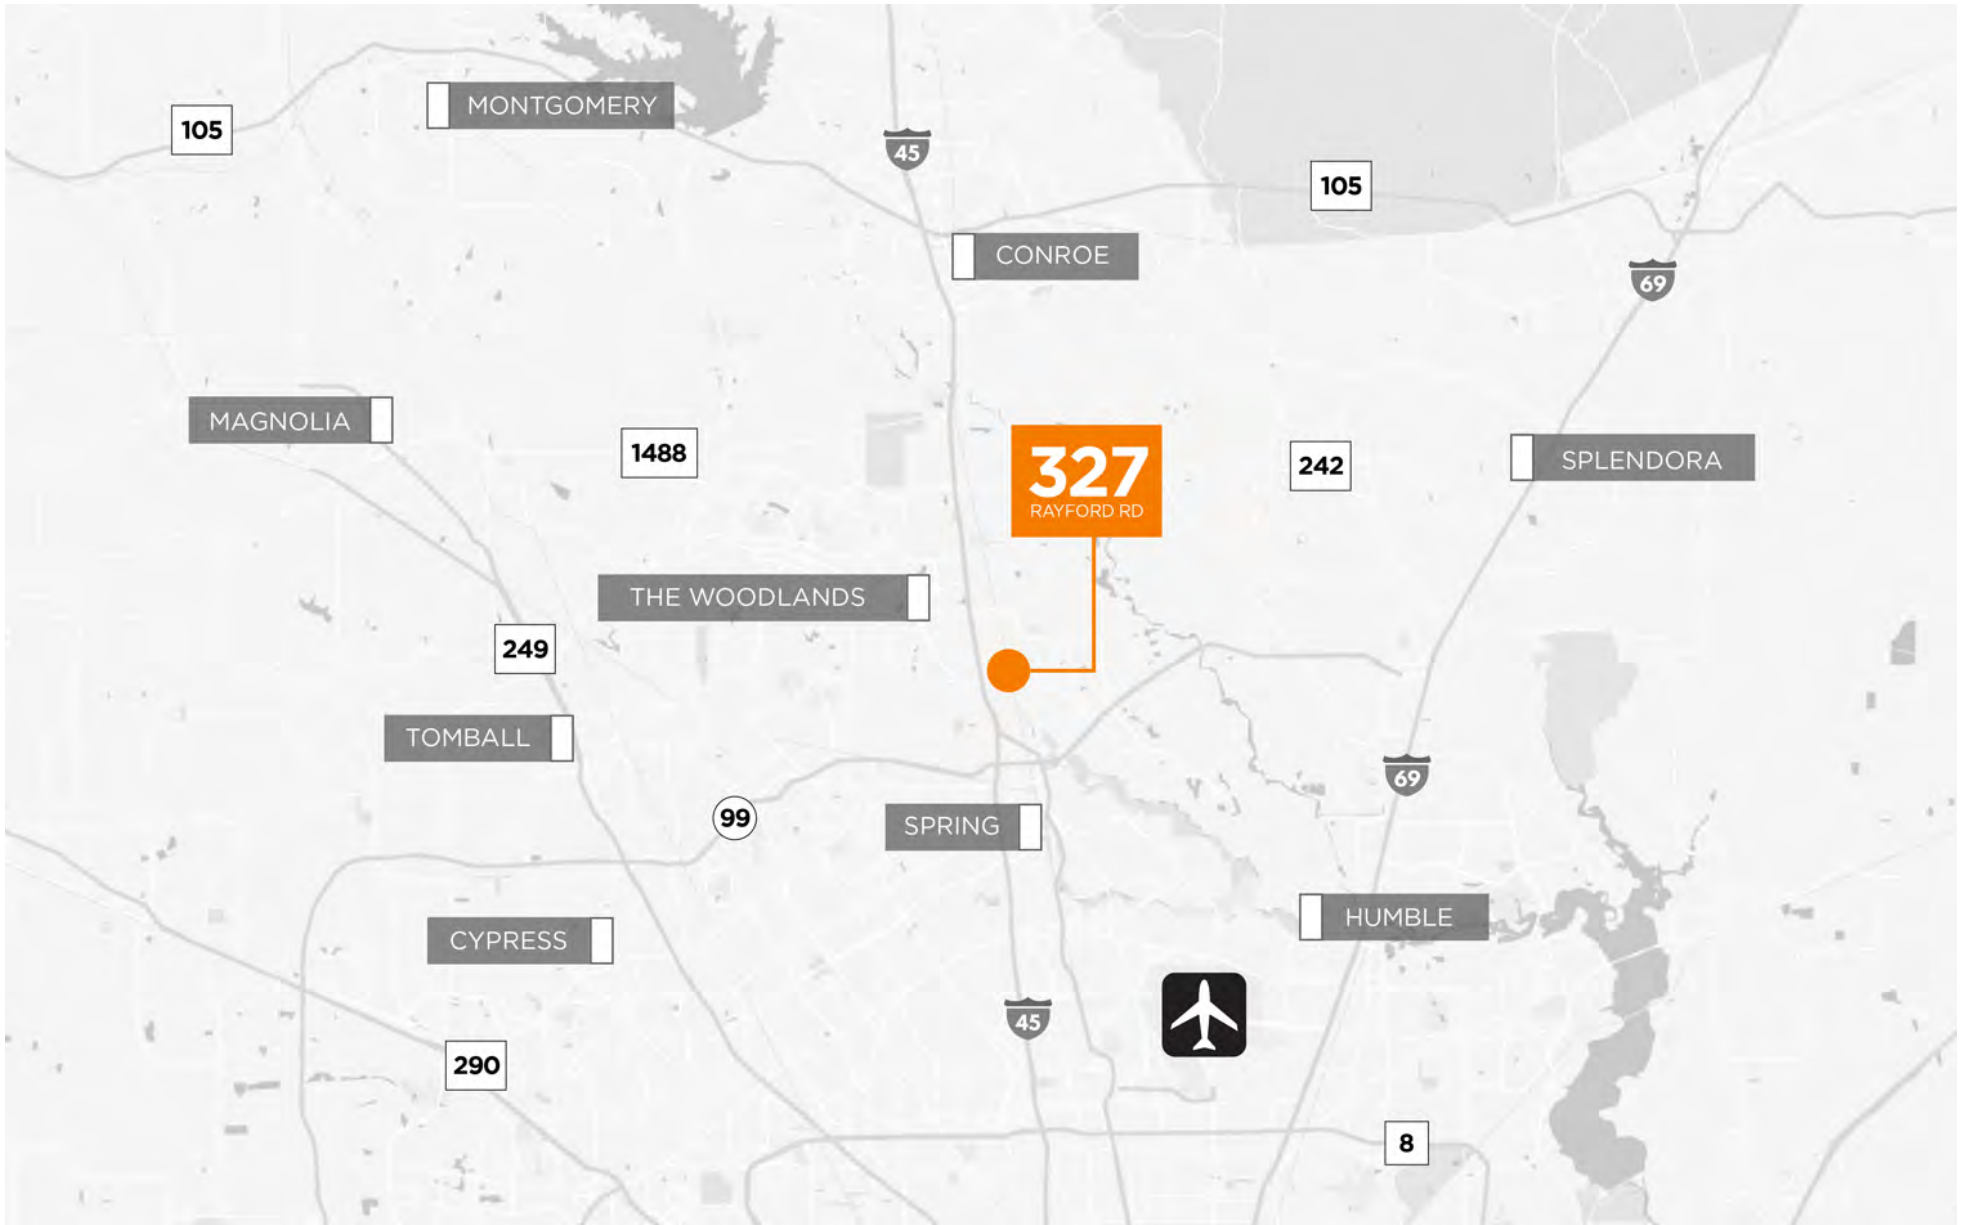 MONTGOMERY
105
45
105
CONROE
69
MAGNOLIA
1488
327
RAYFORD RD
242
SPLENDORA
THE WOODLANDS
249
TOMBALL
69
99
SPRING
HUMBLE
CYPRESS
45
290
8